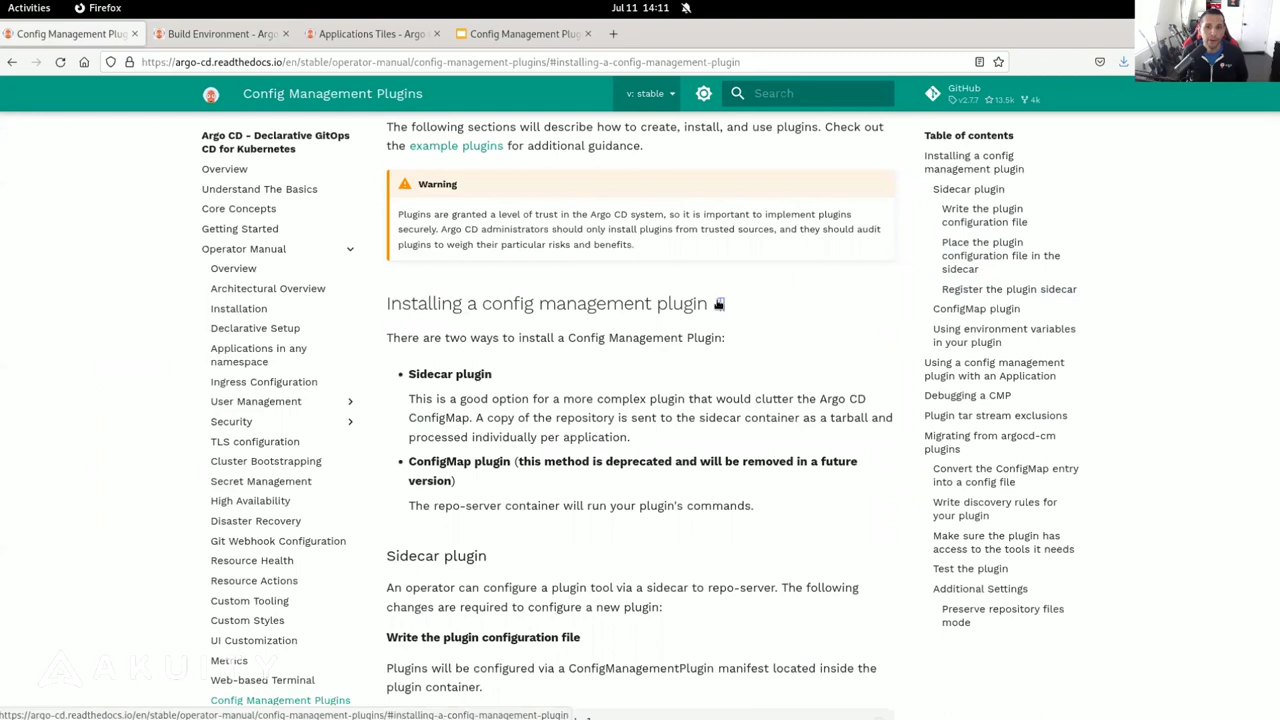 Activities
Firefox
Jul 11 14:11
Config Management Plug
Build Environment - Argo
Applications Tiles - Argo C
Config Management Plug
https://argo-cd.readthedocs.io/en/stable/operator-manual/config-management-plugins/#installing-a-config-management-plugin
Config Management Plugins
v: stable
Search
GitHub
v2.7.7 13.5k 4k
Argo CD - Declarative GitOps
CD for Kubernetes
Overview
Understand The Basics
Core Concepts
Getting Started
Operator Manual
Overview
Architectural Overview
Installation
Declarative Setup
Applications in any
namespace
Ingress Configuration
User Management
Security
TLS configuration
Cluster Bootstrapping
Secret Management
High Availability
Disaster Recovery
Git Webhook Configuration
Resource Health
Resource Actions
Custom Tooling
Custom Styles
UI Customization
Metrics
Web-based Terminal
Config Management Plugins
The following sections will describe how to create, install, and use plugins. Check out
the example plugins for additional guidance.
Warning
Plugins are granted a level of trust in the Argo CD system, so it is important to implement plugins
securely. Argo CD administrators should only install plugins from trusted sources, and they should audit
plugins to weigh their particular risks and benefits.
Installing a config management plugin
There are two ways to install a Config Management Plugin:
• Sidecar plugin
This is a good option for a more complex plugin that would clutter the Argo CD
ConfigMap. A copy of the repository is sent to the sidecar container as a tarball and
processed individually per application.
• ConfigMap plugin (this method is deprecated and will be removed in a future
version)
The repo-server container will run your plugin's commands.
Sidecar plugin
An operator can configure a plugin tool via a sidecar to repo-server. The following
changes are required to configure a new plugin:
Write the plugin configuration file
Plugins will be configured via a ConfigManagementPlugin manifest located inside the
plugin container.
Table of contents
Installing a config
management plugin
Sidecar plugin
Write the plugin
configuration file
Place the plugin
configuration file in the
sidecar
Register the plugin sidecar
ConfigMap plugin
Using environment variables
in your plugin
Using a config management
plugin with an Application
Debugging a CMP
Plugin tar stream exclusions
Migrating from argocd-cm
plugins
Convert the ConfigMap entry
into a config file
Write discovery rules for
your plugin
Make sure the plugin has
access to the tools it needs
Test the plugin
Additional Settings
Preserve repository files
mode
AKUITY
https://argo-cd.readthedocs.io/en/stable/operator-manual/config-management-plugins/#installing-a-config-management-plugin